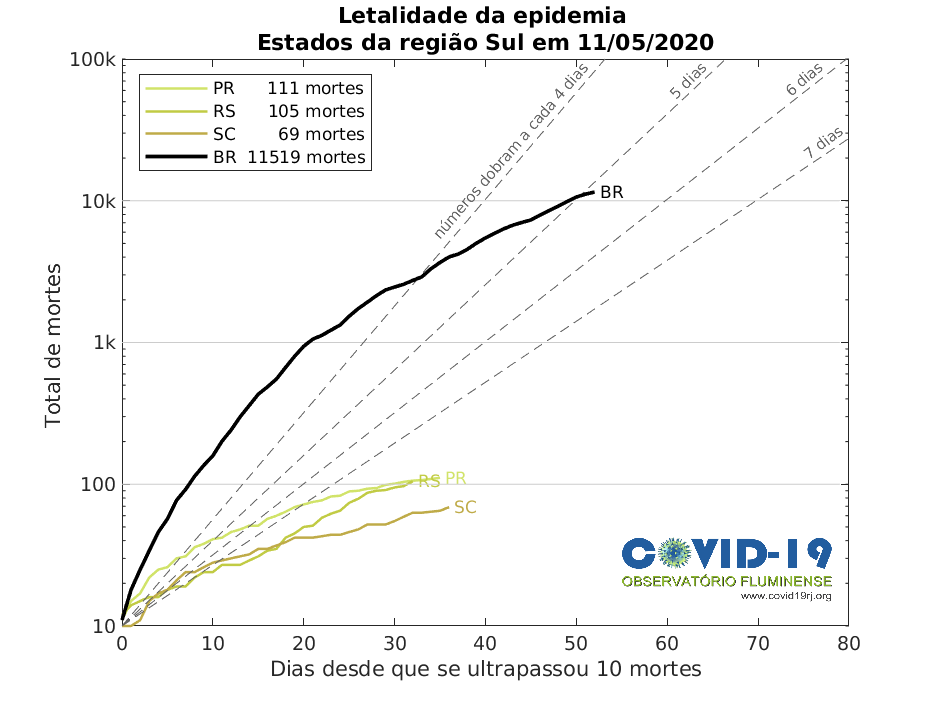 Letalidade da epidemia
Estados da região Sul em 11/05/2020
100k
10k
1k
100
10
Total de mortes
PR 111 mortes
RS 105 mortes
SC 69 mortes
BR 11519 mortes
números dobram a cada 4 dias
5 dias
6 dias
7 dias
BR
RS
PR
SC
COVID-19
OBSERVATÓRIO FLUMINENSE
www.covid19rj.org
0 10 20 30 40 50 60 70 80
Dias desde que se ultrapassou 10 mortes